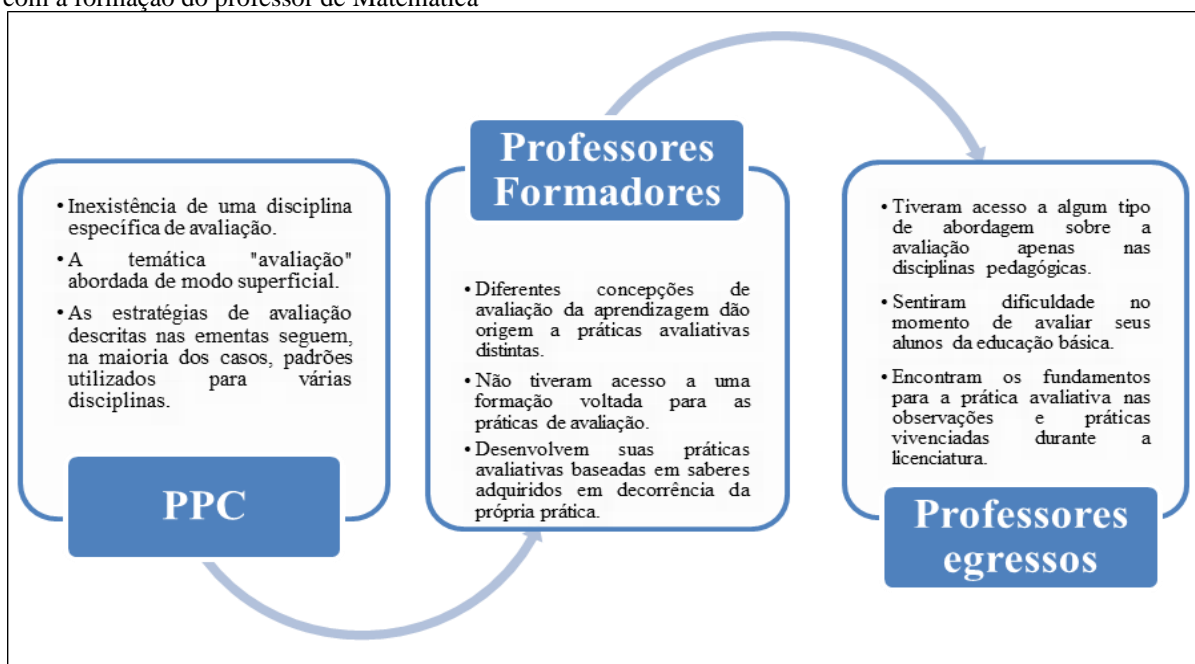 com a formação do professor de Matemática
• Inexistência de uma disciplina
específica de avaliação.
• A temática "avaliação"
abordada de modo superficial.
• As estratégias de avaliação
descritas nas ementas seguem,
na maioria dos casos, padrões
utilizados para várias
disciplinas.
PPC
Professores
Formadores
• Diferentes concepções de
avaliação da aprendizagem dão
origem a práticas avaliativas
distintas.
• Não tiveram acesso a uma
formação voltada para as
práticas de avaliação.
• Desenvolvem suas práticas
avaliativas baseadas em saberes
adquiridos em decorrência da
própria prática.
• Tiveram acesso a algum tipo
de abordagem sobre a
avaliação apenas nas
disciplinas pedagógicas.
• Sentiram dificuldade no
momento de avaliar seus
alunos da educação básica.
• Encontram os fundamentos
para a prática avaliativa nas
observações e práticas
vivenciadas durante a
licenciatura.
Professores
egressos